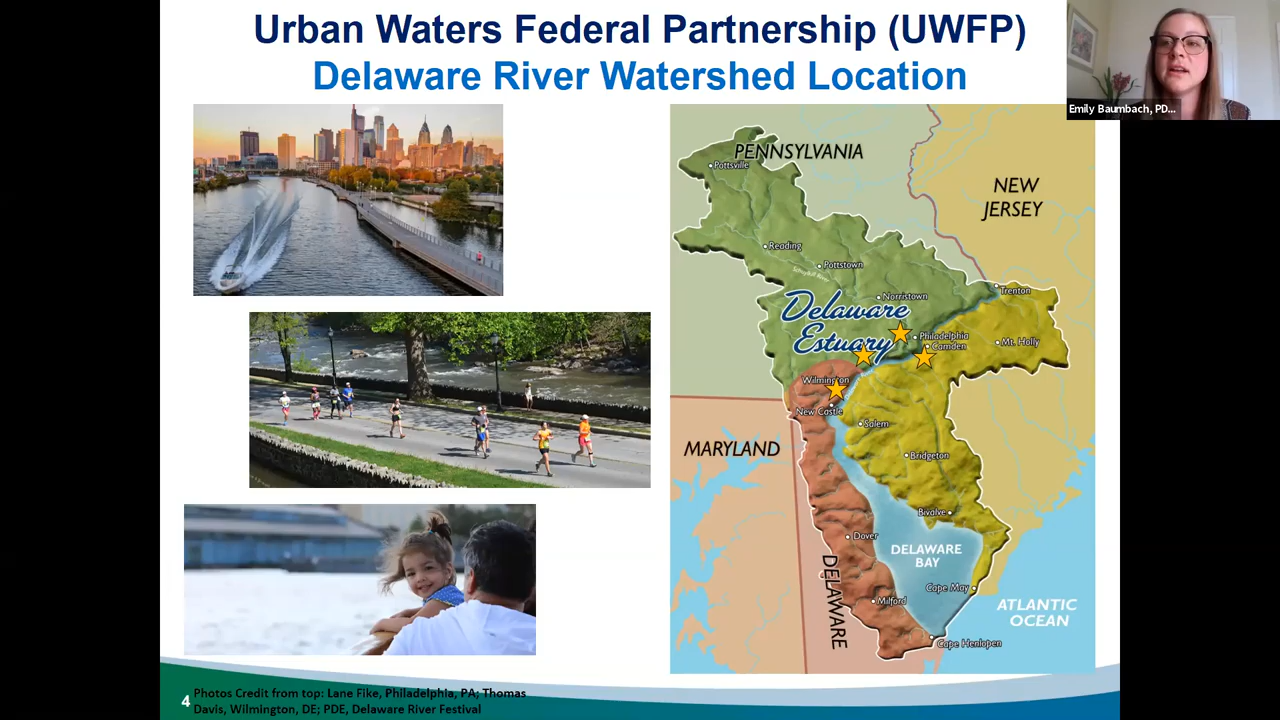 Urban Waters Federal Partnership (UWFP)
Delaware River Watershed Location
Emily Baumbach, PD...
PENNSYLVANIA
Pottsville
NEW
JERSEY
Reading
Pottstown
Schuylkill River
Trenton
Norristown
Delaware
Estuary
Philadelphia
Camden
Mt. Holly
Wilmington
New Castle
Salem
MARYLAND
Bridgeton
Bivalve
Dover
DELAWARE
BAY
DELAWARE
Cape May
Milford
ATLANTIC
OCEAN
Cape Henlopen
4
Photos Credit from top: Lane Fike, Philadelphia, PA; Thomas
Davis, Wilmington, DE; PDE, Delaware River Festival